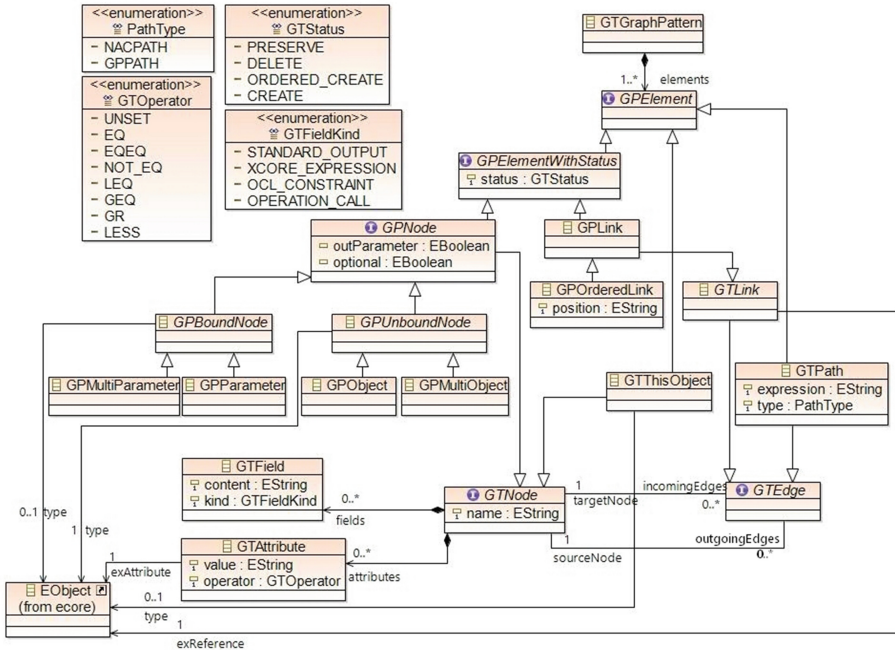 <<enumeration>>
PathType
NACPATH
GPPATH
<<enumeration>>
GTStatus
PRESERVE
DELETE
ORDERED_CREATE
CREATE
<<enumeration>>
GTOperator
UNSET
EQ
EQEQ
NOT_EQ
LEQ
GEQ
GR
LESS
<<enumeration>>
GTFieldKind
STANDARD_OUTPUT
XCORE_EXPRESSION
OCL_CONSTRAINT
OPERATION_CALL
GTGraphPattern
1..* elements
GPElement
GPElementWithStatus
status : GTStatus
GPNode
outParameter : EBoolean
optional : EBoolean
GPLink
GPOrderedLink
position : EString
GTLink
GPBoundNode
GPUnboundNode
GPMultiParameter
GPParameter
GPObject
GPMultiObject
GTThisObject
GTPath
expression : EString
type : PathType
GTField
content : EString
kind : GTFieldKind
0..*
fields
GTNode
name : EString
1
targetNode
incomingEdges
0..*
GTEdge
outgoingEdges
0..*
1
sourceNode
0..1 type
1 type
GTAttribute
value : EString
operator : GTOperator
0..*
attributes
1
exAttribute
EObject
(from ecore)
0..1
type
1
exReference